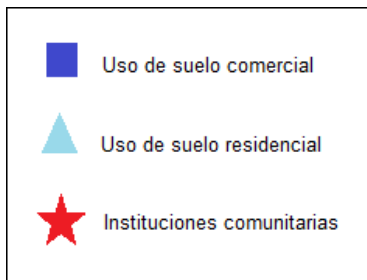 Uso de suelo comercial
Uso de suelo residencial
Instituciones comunitarias